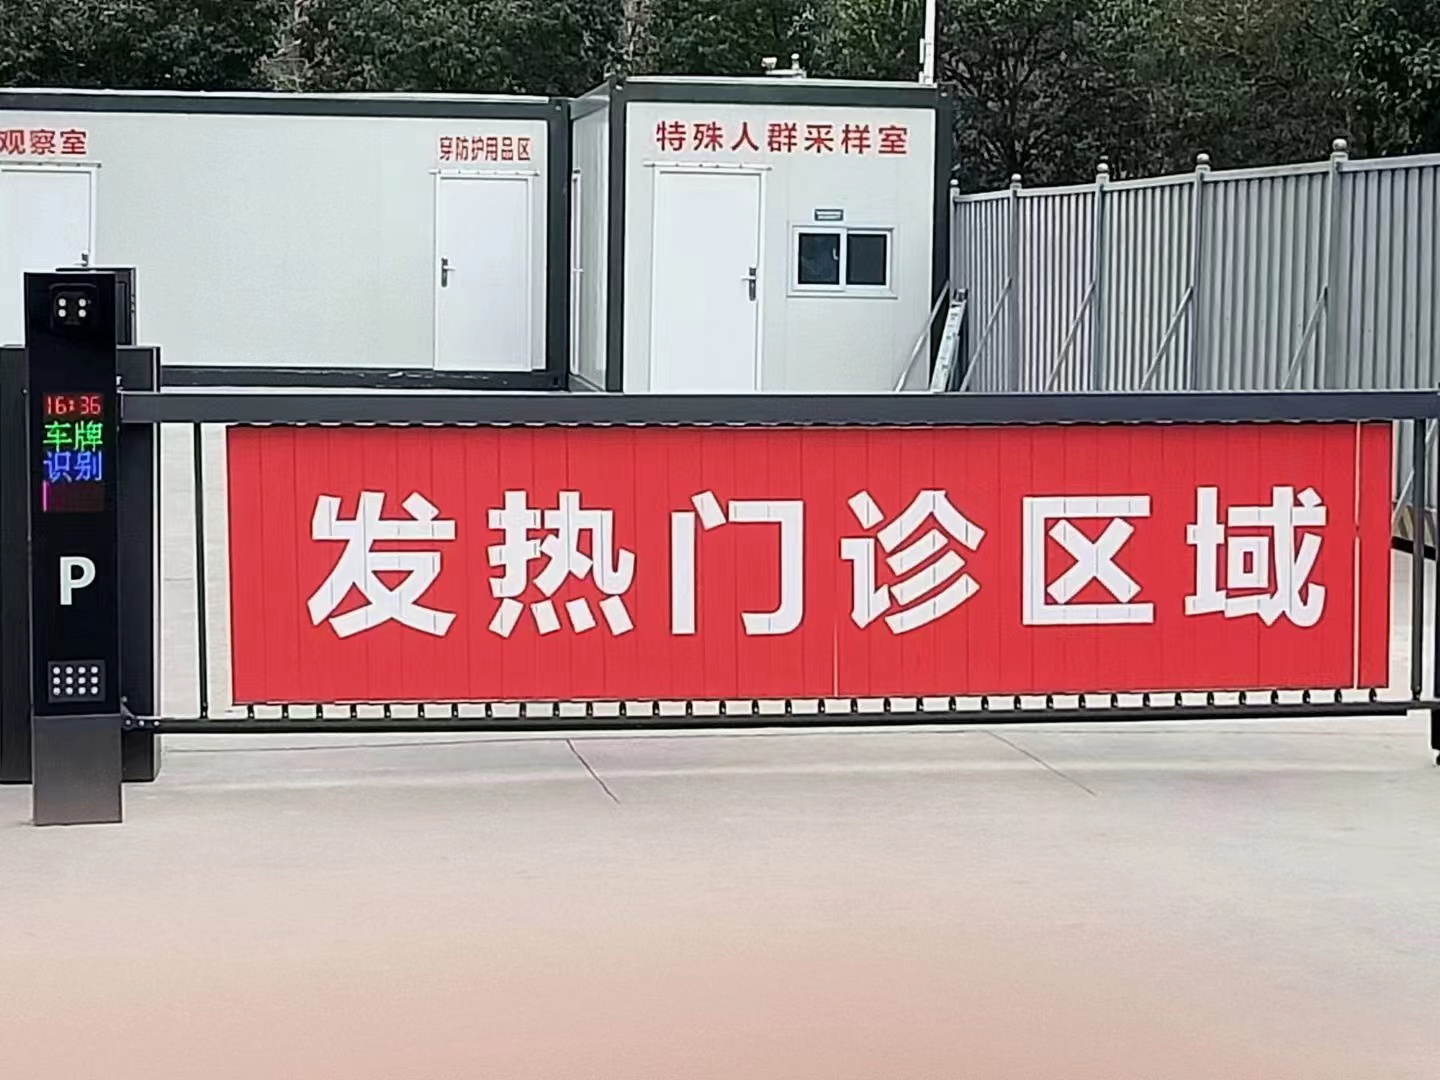 观察室
穿防护用品区
特殊人群采样室
16:36
车牌
识别
P
发热门诊区域